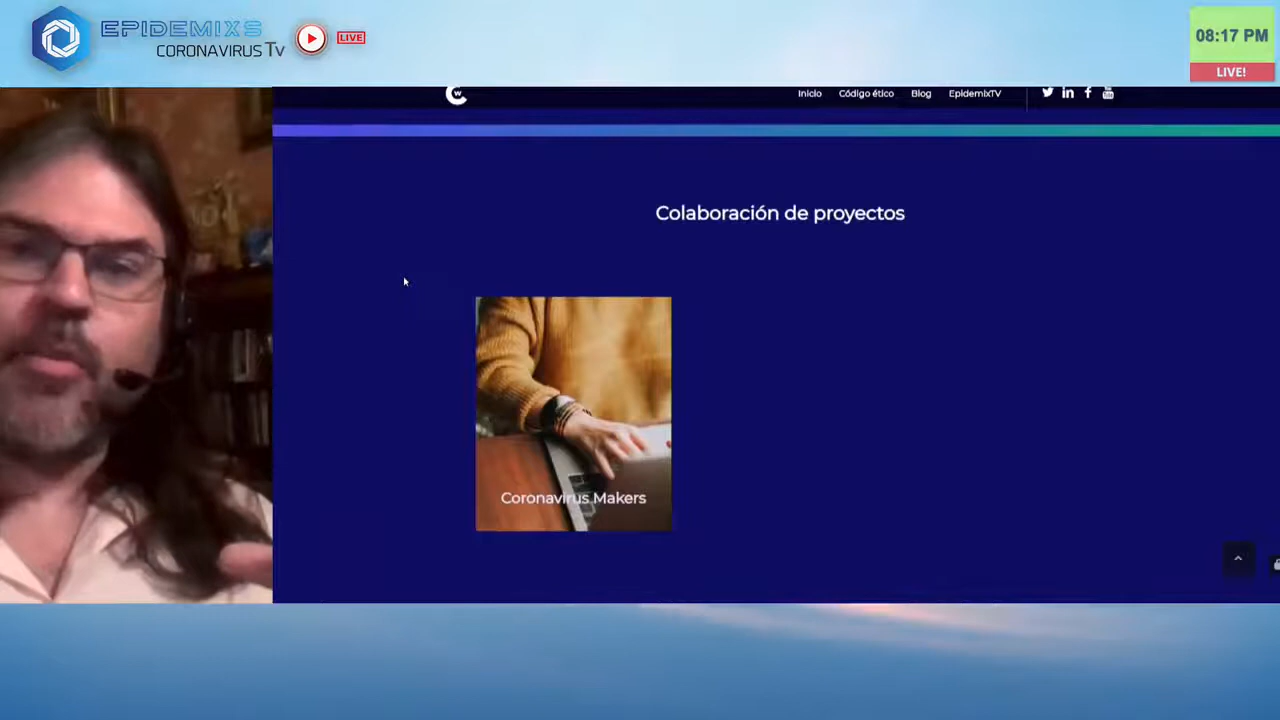 EPIDEMIXS
CORONAVIRUS Tv
LIVE
08:17 PM
LIVE!
Inicio Código ético Blog EpidemixTV
Colaboración de proyectos
Coronavirus Makers